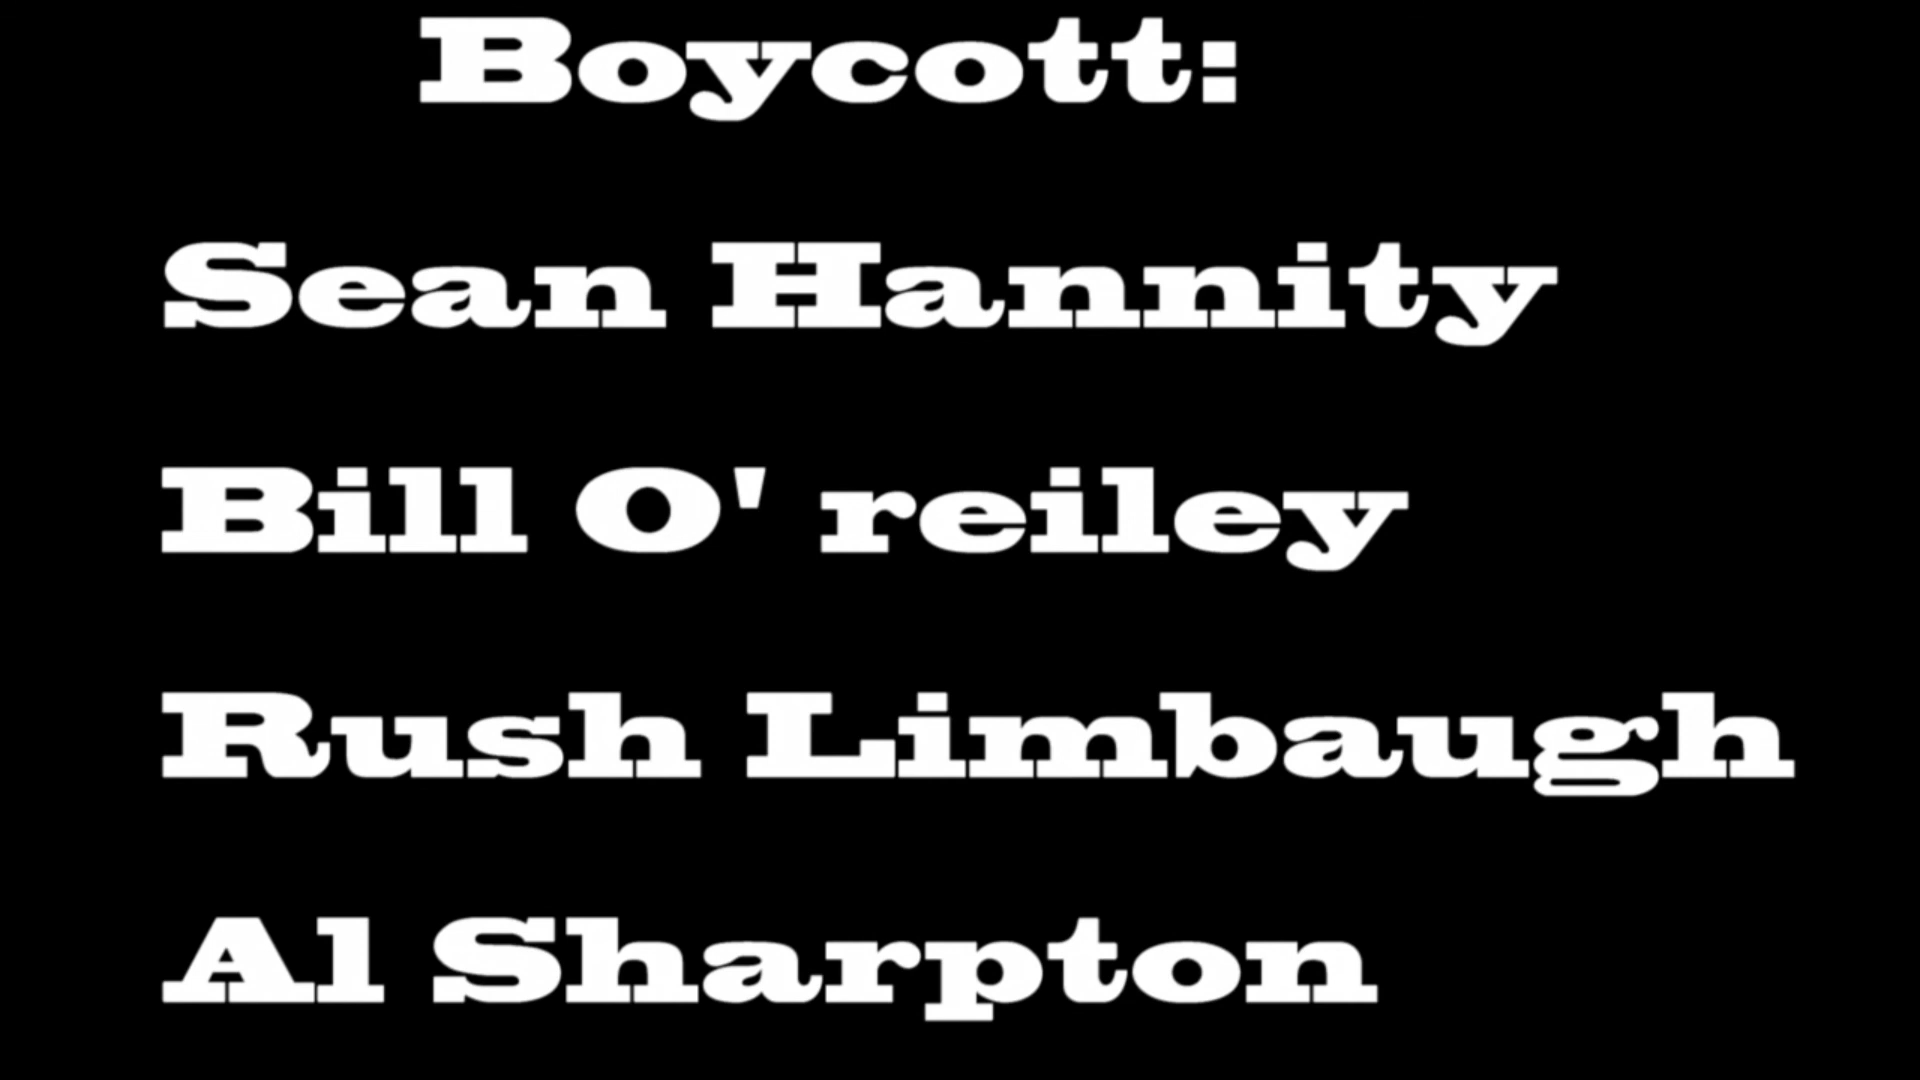 Boycott:
Sean Hannity
Bill O' reiley
Rush Limbaugh
Al Sharpton